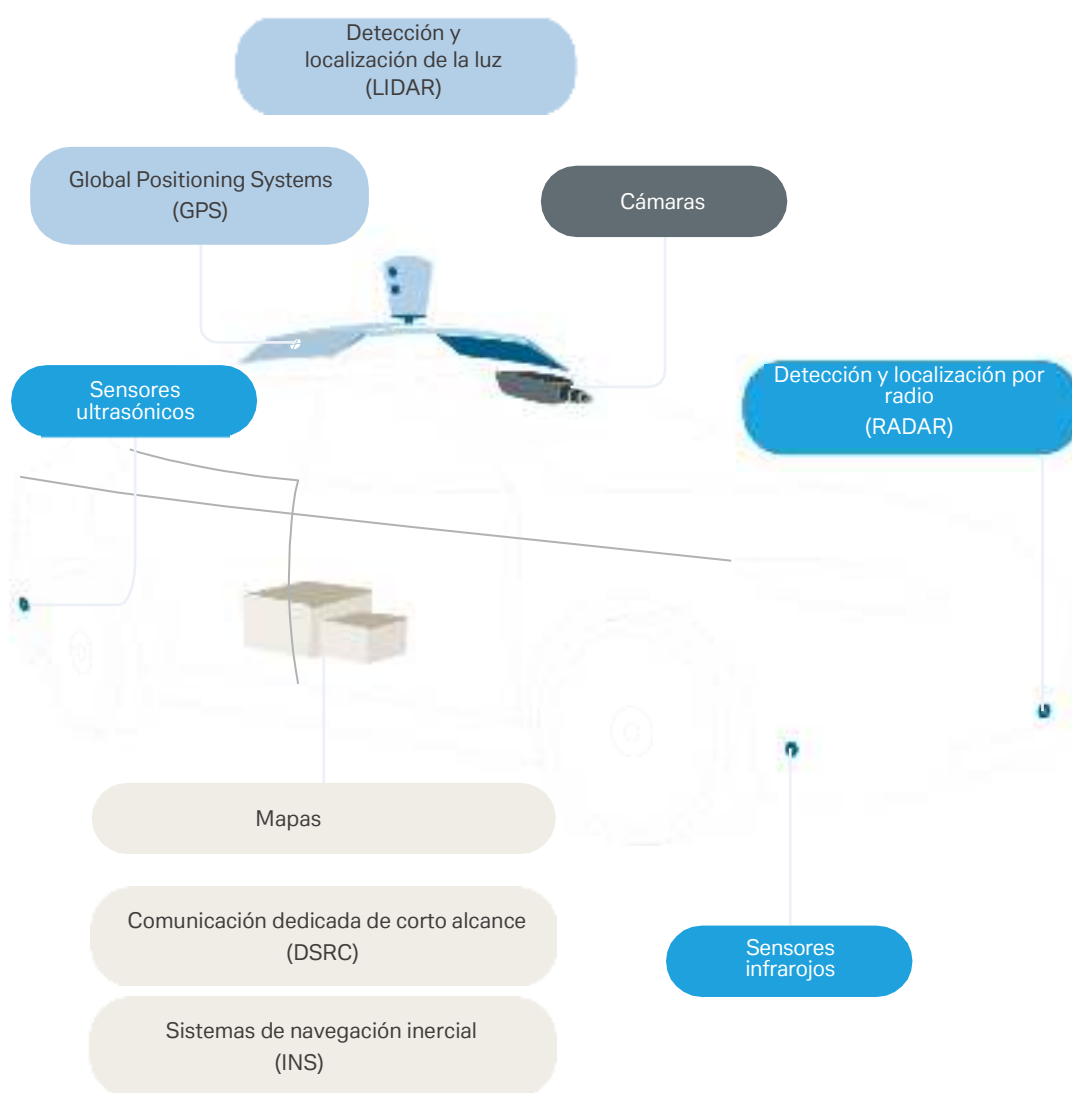 Detección y
localización de la luz
(LIDAR)
Global Positioning Systems
(GPS)
Cámaras
Sensores
ultrasónicos
Detección y localización por
radio
(RADAR)
Mapas
Comunicación dedicada de corto alcance
(DSRC)
Sensores
infrarojos
Sistemas de navegación inercial
(INS)